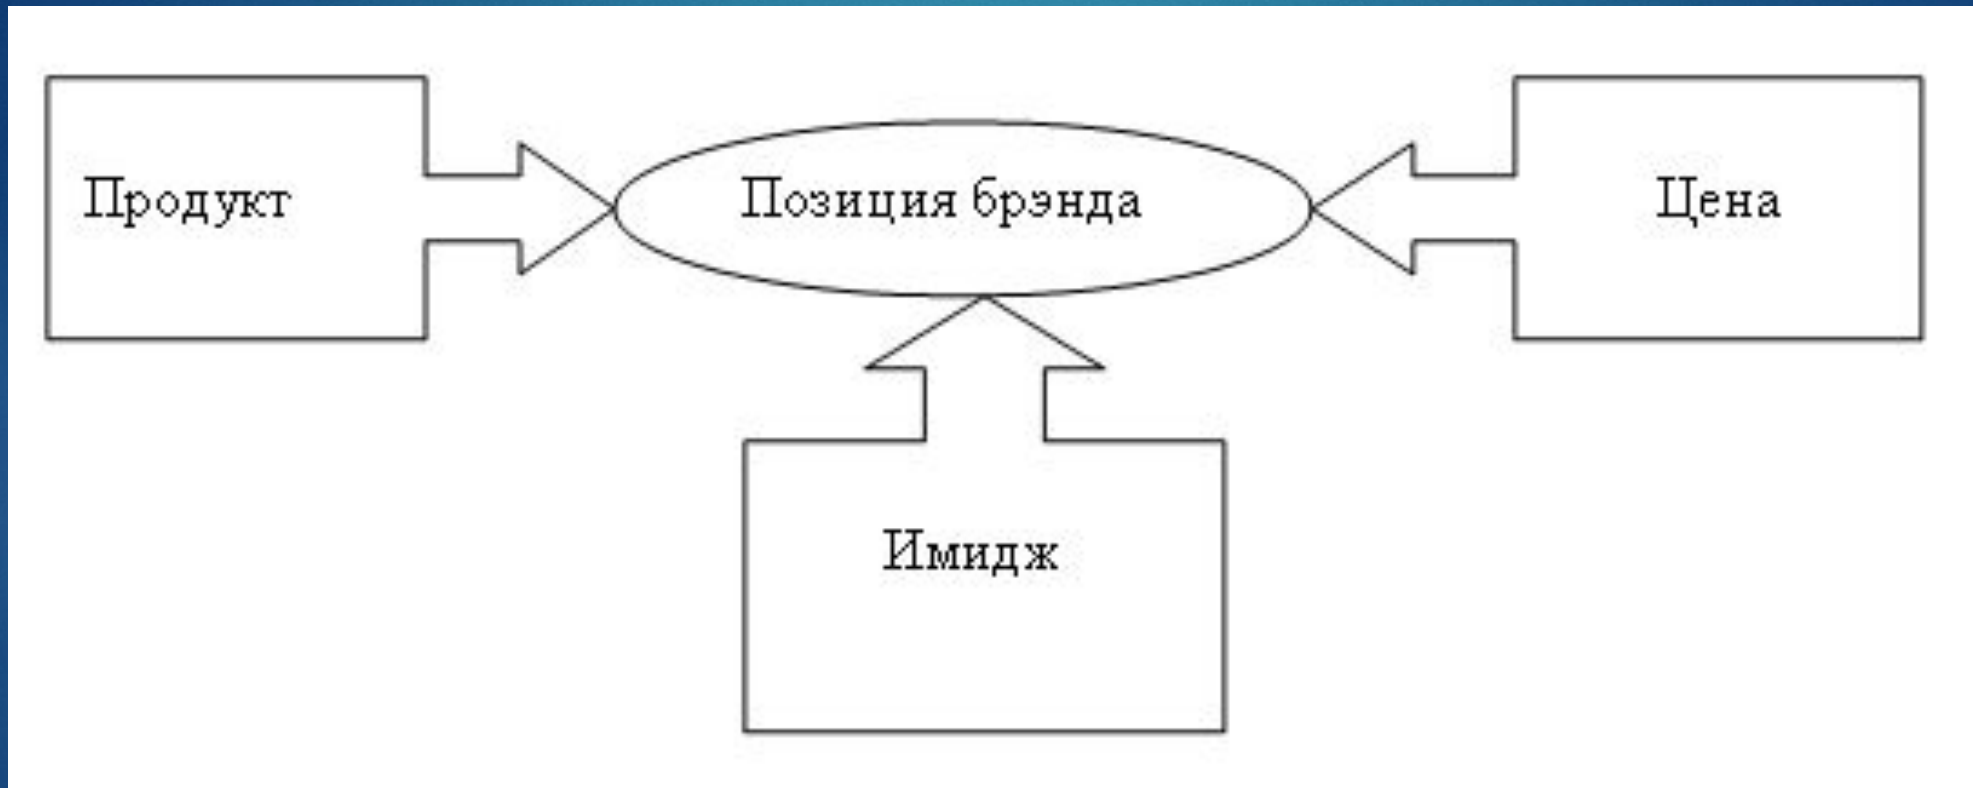 Продукт
Позиция брэнда
Цена
Имидж